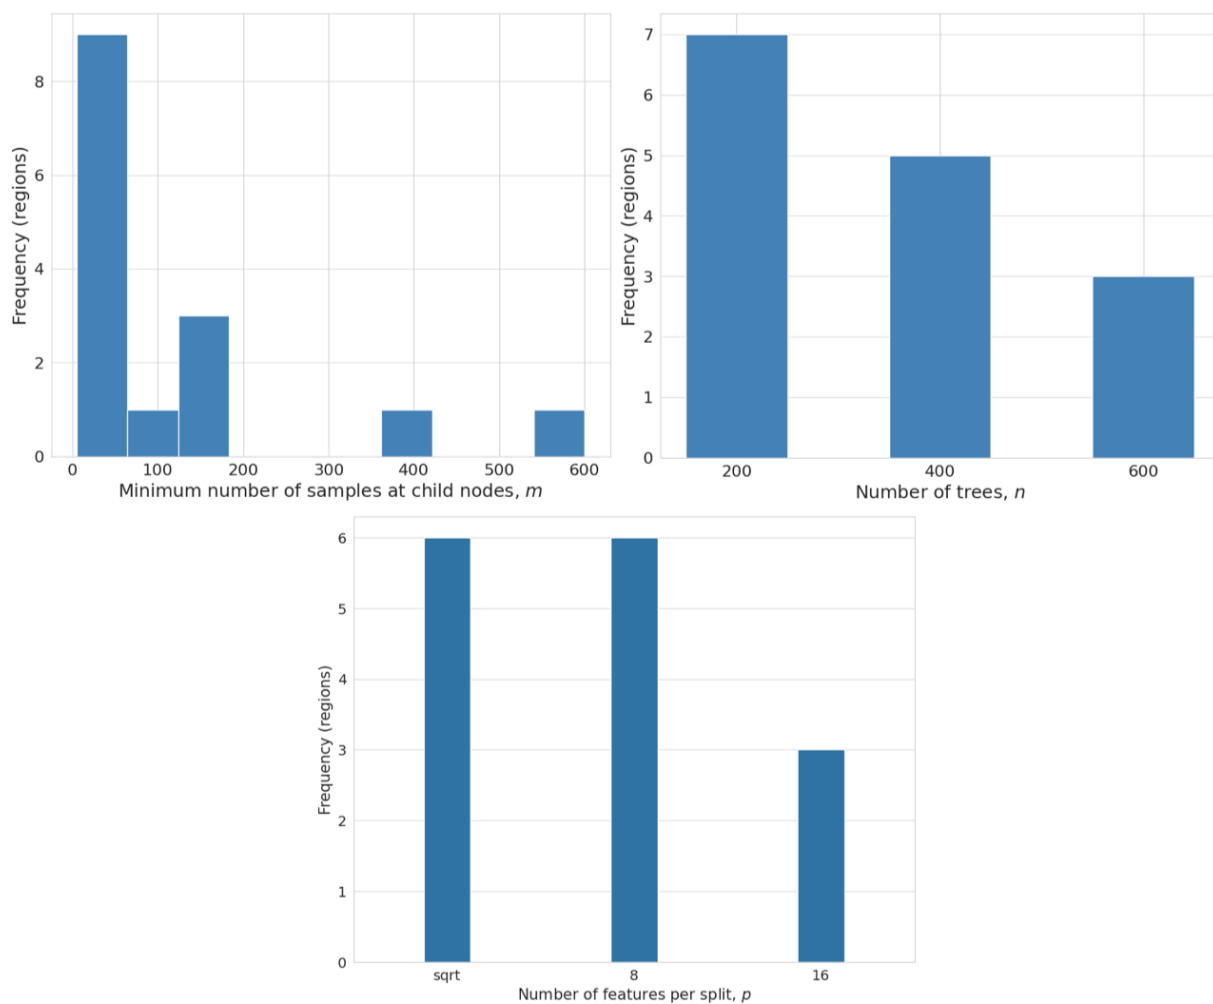 8
6
4
2
0
Frequency (regions)
0 100 200 300 400 500 600
Minimum number of samples at child nodes, m
7
6
5
4
3
2
1
0
Frequency (regions)
200 400 600
Number of trees, n
6
5
4
3
2
1
0
Frequency (regions)
sqrt 8 16
Number of features per split, p